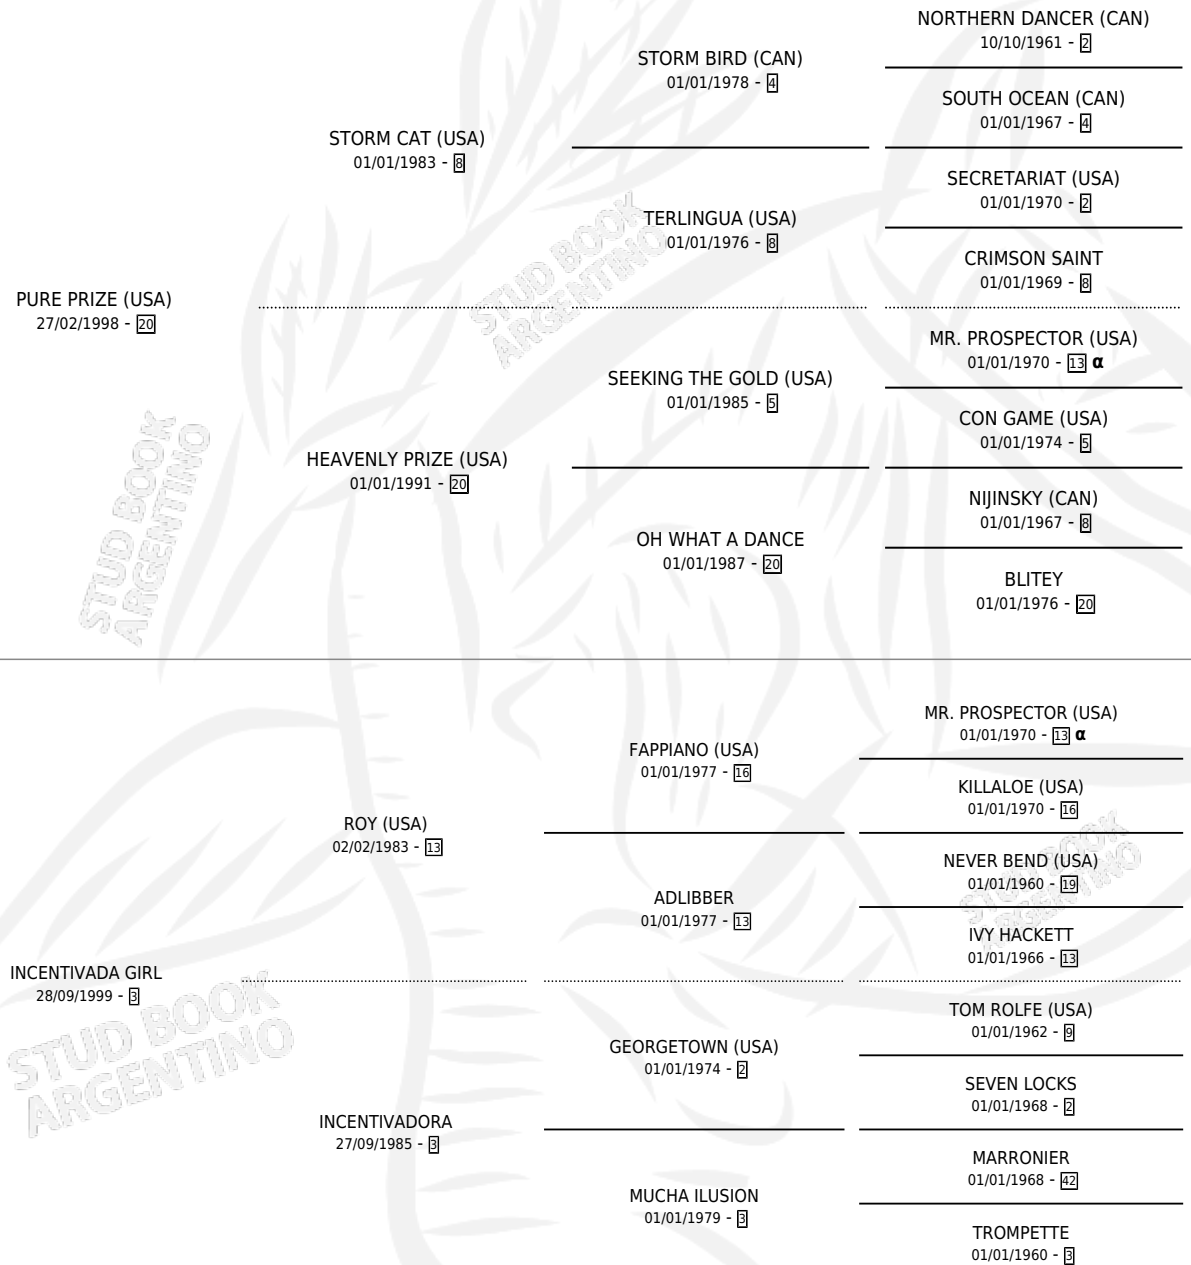 NORTHERN DANCER (CAN)
10/10/1961 - 2
STORM BIRD (CAN)
01/01/1978 - 4
SOUTH OCEAN (CAN)
01/01/1967 - 4
STORM CAT (USA)
01/01/1983 - 8
SECRETARIAT (USA)
01/01/1970 - 2
TERLINGUA (USA)
01/01/1976 - 8
CRIMSON SAINT
01/01/1969 - 8
PURE PRIZE (USA)
27/02/1998 - 20
MR. PROSPECTOR (USA)
01/01/1970 - 13 α
SEEKING THE GOLD (USA)
01/01/1985 - 5
CON GAME (USA)
01/01/1974 - 5
HEAVENLY PRIZE (USA)
01/01/1991 - 20
NIJINSKY (CAN)
01/01/1967 - 8
OH WHAT A DANCE
01/01/1987 - 20
BLITEY
01/01/1976 - 20
MR. PROSPECTOR (USA)
01/01/1970 - 13 α
FAPPIANO (USA)
01/01/1977 - 16
KILLALOE (USA)
01/01/1970 - 16
ROY (USA)
02/02/1983 - 13
NEVER BEND (USA)
01/01/1960 - 19
ADLIBBER
01/01/1977 - 13
IVY HACKETT
01/01/1966 - 13
INCENTIVADA GIRL
28/09/1999 - 3
TOM ROLFE (USA)
01/01/1962 - 9
GEORGETOWN (USA)
01/01/1974 - 2
SEVEN LOCKS
01/01/1968 - 2
INCENTIVADORA
27/09/1985 - 3
MARRONIER
01/01/1968 - 42
MUCHA ILUSION
01/01/1979 - 3
TROMPETTE
01/01/1960 - 3
STUD BOOK
ARGENTINO
STUD BOOK
ARGENTINO
STUD BOOK
ARGENTINO
STUD BOOK
ARGENTINO